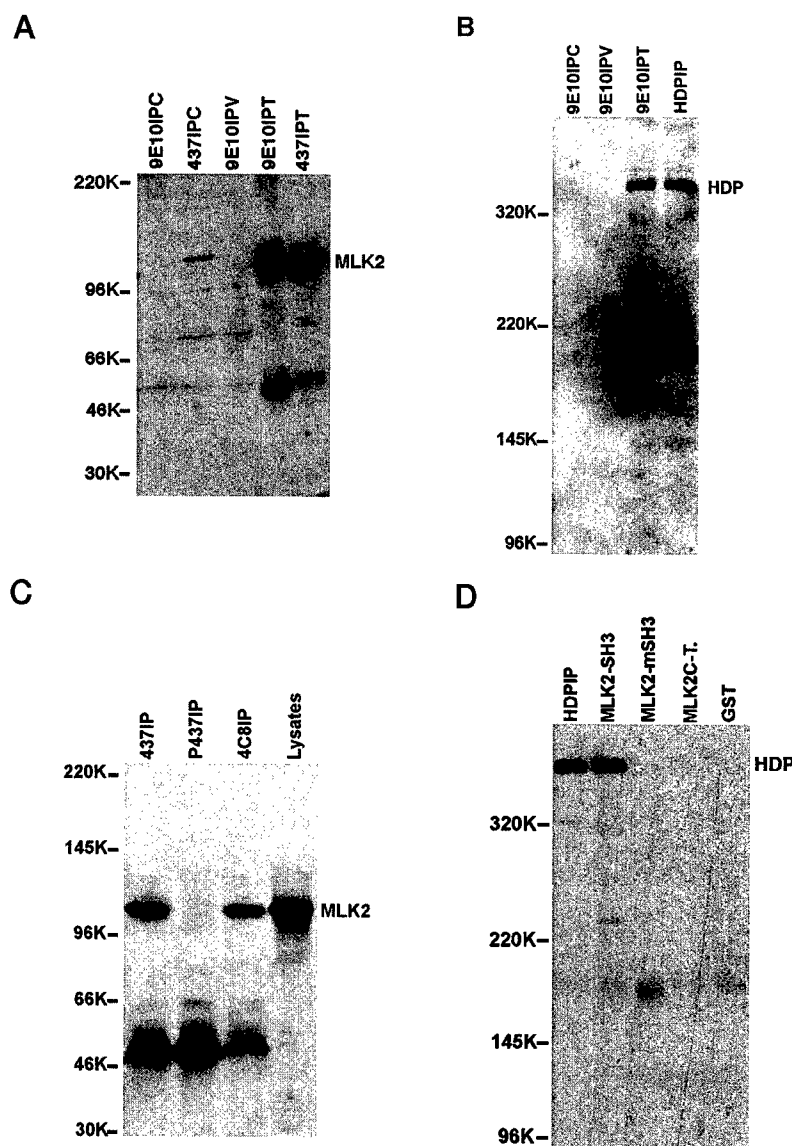 A
9E10IPC
437IPC
9E10IPV
9E10IPT
437IPT
220K
96K
66K
46K
30K
MLK2
B
9E10IPC
9E10IPV
9E10IPT
HDPIP
320K
220K
145K
96K
HDP
C
437IP
P437IP
4C8IP
Lysates
220K
145K
96K
66K
46K
30K
MLK2
D
HDPIP
MLK2-SH3
MLK2-mSH3
MLK2C-T.
GST
320K
220K
145K
96K
HDP